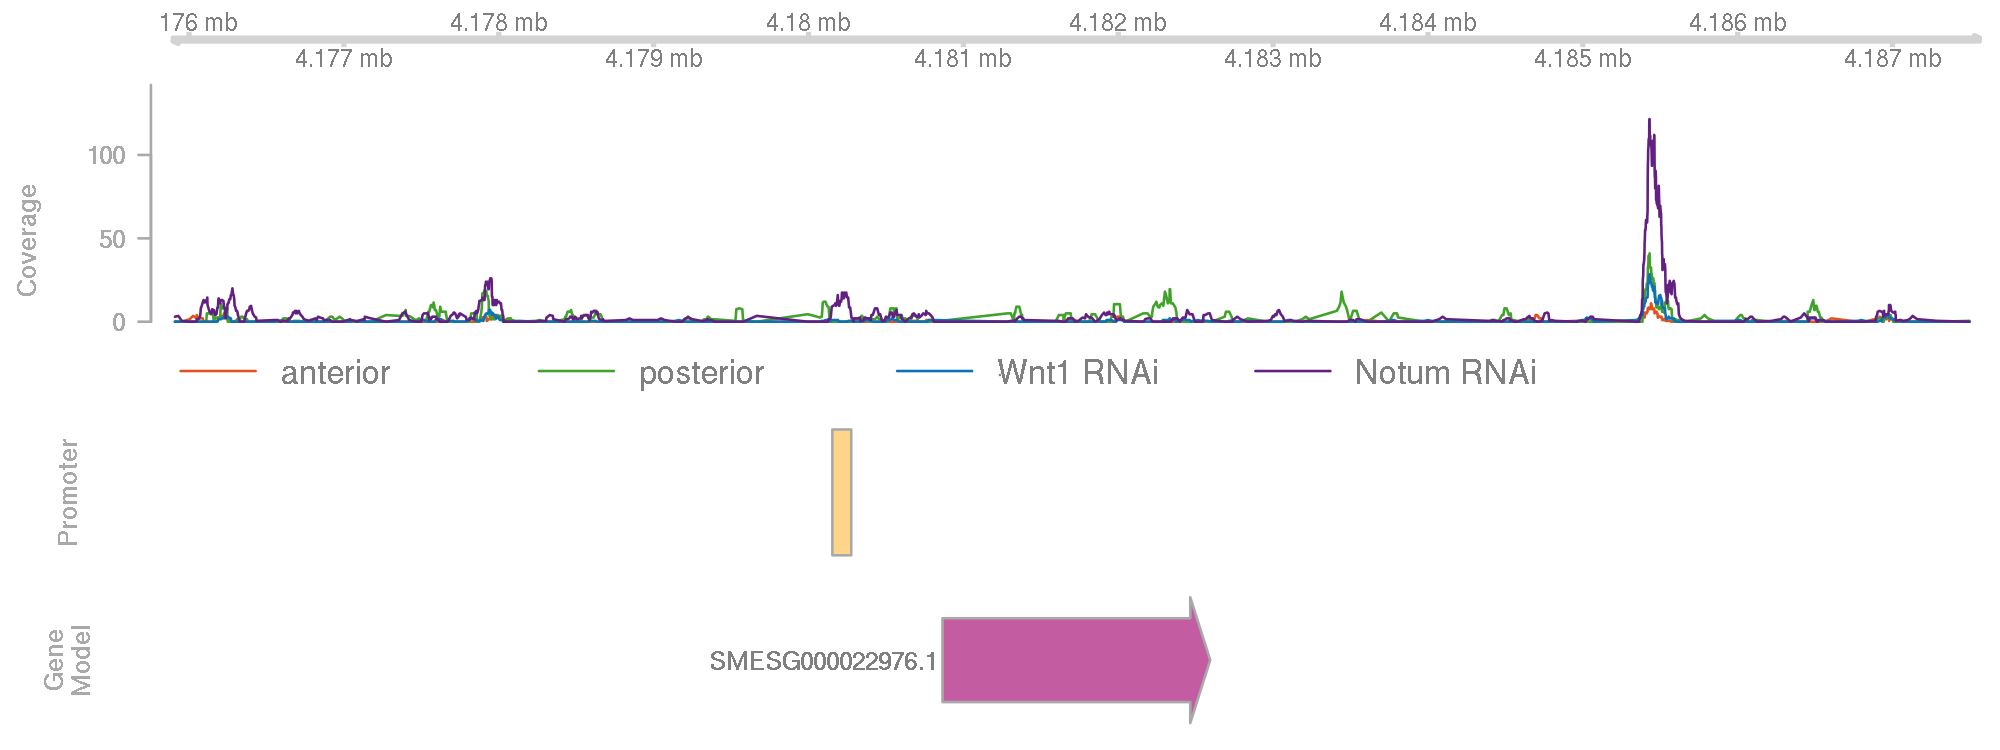 176 mb 4.178 mb 4.18 mb 4.182 mb 4.184 mb 4.186 mb
4.177 mb 4.179 mb 4.181 mb 4.183 mb 4.185 mb 4.187 mb
Coverage
100
50
0
anterior posterior Wnt1 RNAi Notum RNAi
Promoter
Gene
Model
SMESG000022976.1